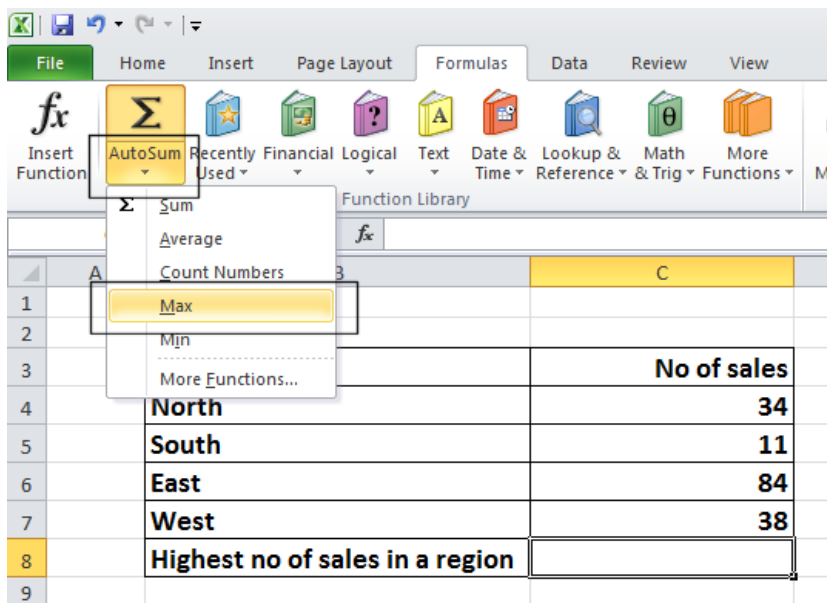 File Home Insert Page Layout Formulas Data Review View
fx Σ ? A θ
Insert AutoSum Recently Financial Logical Text Date & Lookup & Math More
Function Used Time Reference & Trig Functions M
Σ Sum Function Library
Average fx
Count Numbers
A B C
1 Max
2 Min
3 No of sales
More Functions...
4 North 34
5 South 11
6 East 84
7 West 38
8 Highest no of sales in a region
9